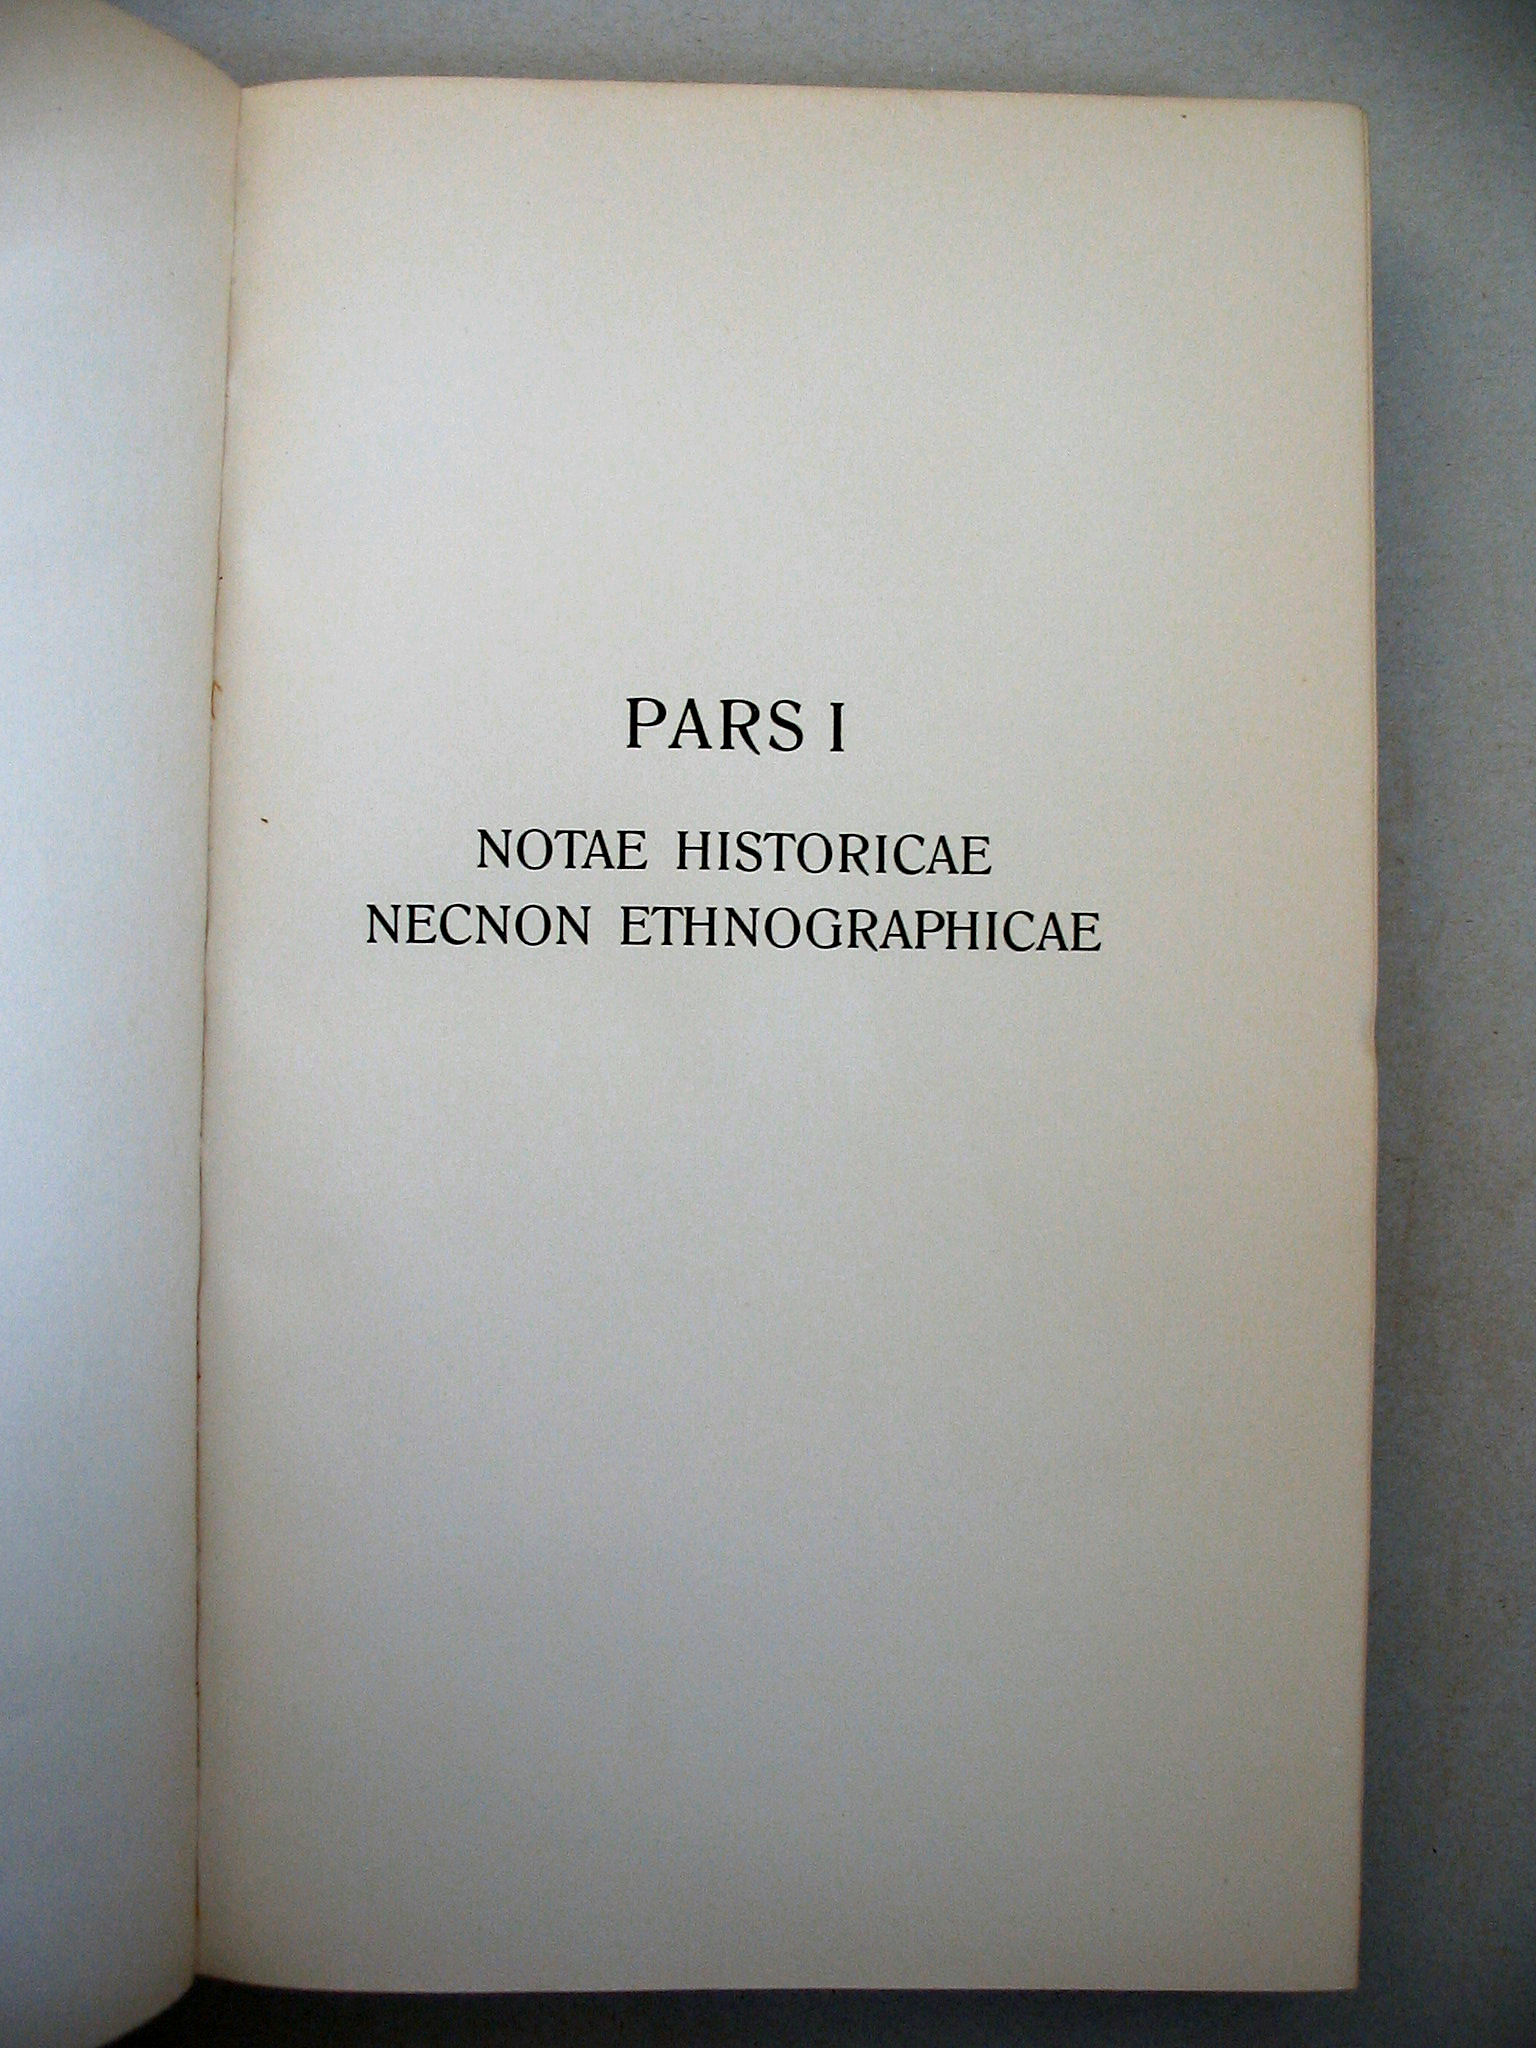 PARS I
NOTAE HISTORICAE
NECNON ETHNOGRAPHICAE